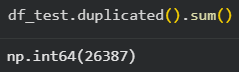 df_test.duplicated().sum()
np.int64(26387)